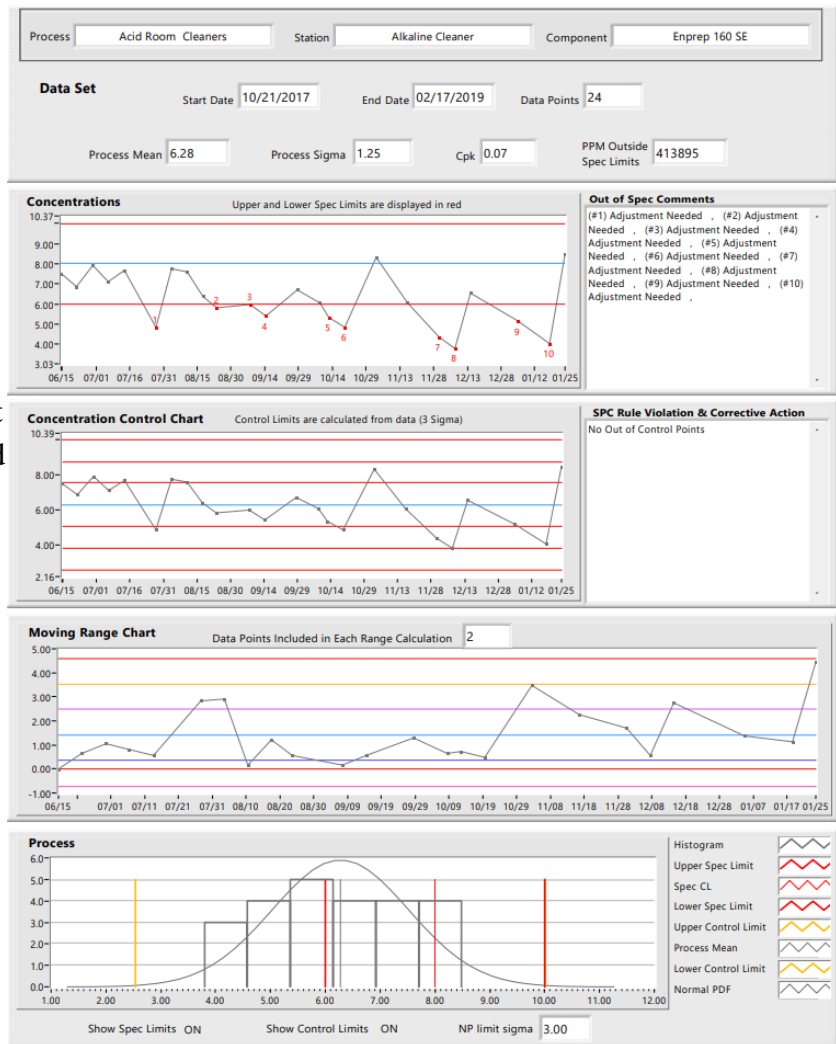 Process Acid Room Cleaners Station Alkaline Cleaner Component Enprep 160 SE
Data Set
Start Date 10/21/2017 End Date 02/17/2019 Data Points 24
Process Mean 6.28 Process Sigma 1.25 Cpk 0.07 PPM Outside Spec Limits 413895
Concentrations Upper and Lower Spec Limits are displayed in red
10.37
9.00
8.00
7.00
6.00
5.00
4.00
3.03
1 2 3 4 5 6 7 8 9 10
06/15 07/01 07/16 07/31 08/15 08/30 09/14 09/29 10/14 10/29 11/13 11/28 12/13 12/28 01/12 01/25
Out of Spec Comments
(#1) Adjustment Needed , (#2) Adjustment
Needed , (#3) Adjustment Needed , (#4)
Adjustment Needed , (#5) Adjustment
Needed , (#6) Adjustment Needed , (#7)
Adjustment Needed , (#8) Adjustment
Needed , (#9) Adjustment Needed , (#10)
Adjustment Needed ,
Concentration Control Chart Control Limits are calculated from data (3 Sigma)
10.39
8.00
6.00
4.00
2.16
06/15 07/01 07/16 07/31 08/15 08/30 09/14 09/29 10/14 10/29 11/13 11/28 12/13 12/28 01/12 01/25
SPC Rule Violation & Corrective Action
No Out of Control Points
Moving Range Chart Data Points Included in Each Range Calculation 2
5.00
4.00
3.00
2.00
1.00
0.00
-1.00
06/15 07/01 07/11 07/21 07/31 08/10 08/20 08/30 09/09 09/19 09/29 10/09 10/19 10/29 11/08 11/18 11/28 12/08 12/18 12/28 01/07 01/17 01/25
Process
6.0
5.0
4.0
3.0
2.0
1.0
0.0
1.00 2.00 3.00 4.00 5.00 6.00 7.00 8.00 9.00 10.00 11.00 12.00
Histogram
Upper Spec Limit
Spec CL
Lower Spec Limit
Upper Control Limit
Process Mean
Lower Control Limit
Normal PDF
Show Spec Limits ON Show Control Limits ON NP limit sigma 3.00